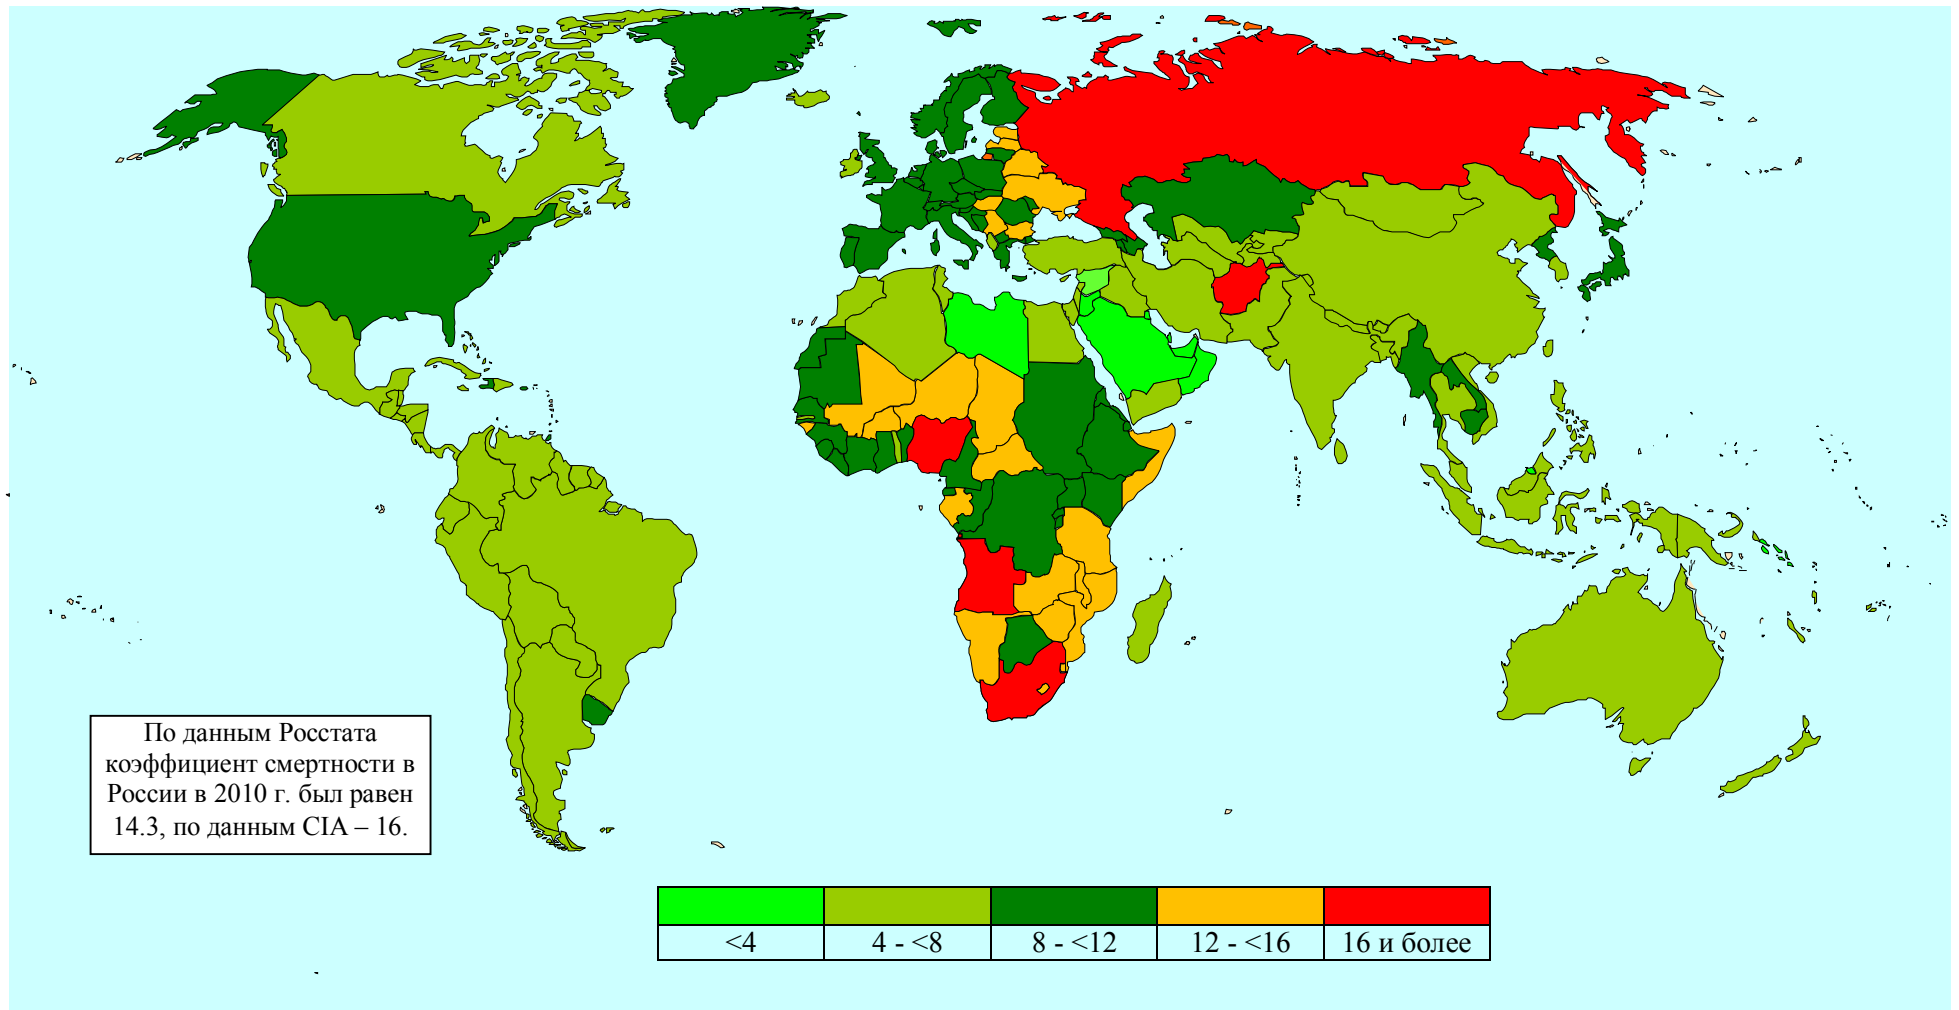 По данным Росстата
коэффициент смертности в
России в 2010 г. был равен
14.3, по данным CIA – 16.
<4
4 - <8
8 - <12
12 - <16
16 и более